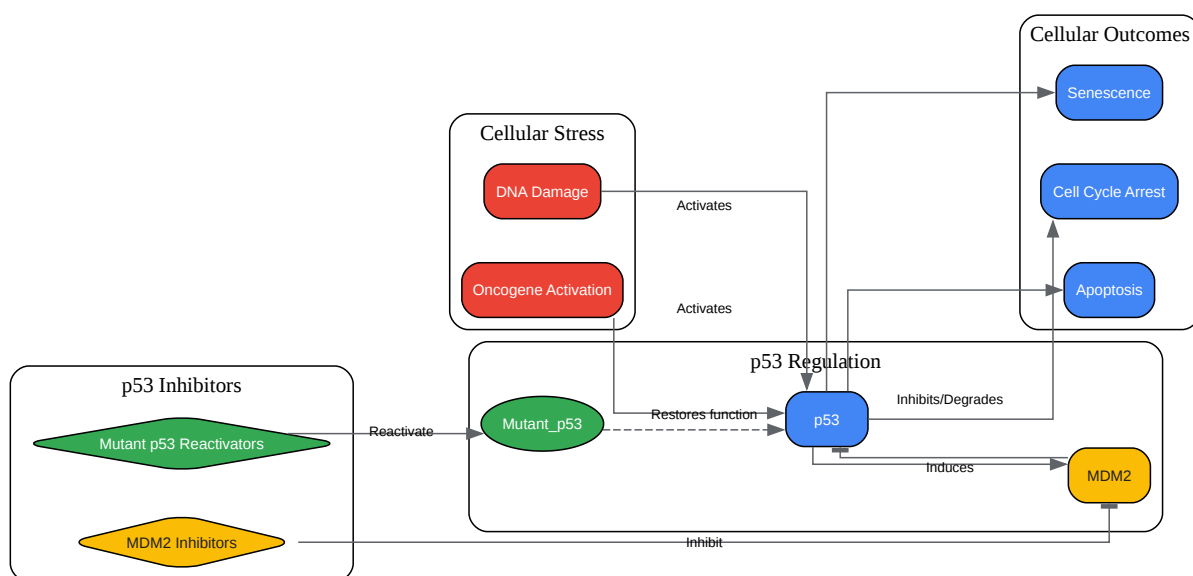 Cellular Outcomes
Senescence
Cellular Stress
DNA Damage
Activates
Cell Cycle Arrest
Oncogene Activation
Activates
Apoptosis
p53 Regulation
p53 Inhibitors
Mutant p53 Reactivators
Reactivate
Mutant_p53
Restores function
p53
Inhibits/Degrades
Induces
MDM2
MDM2 Inhibitors
Inhibit